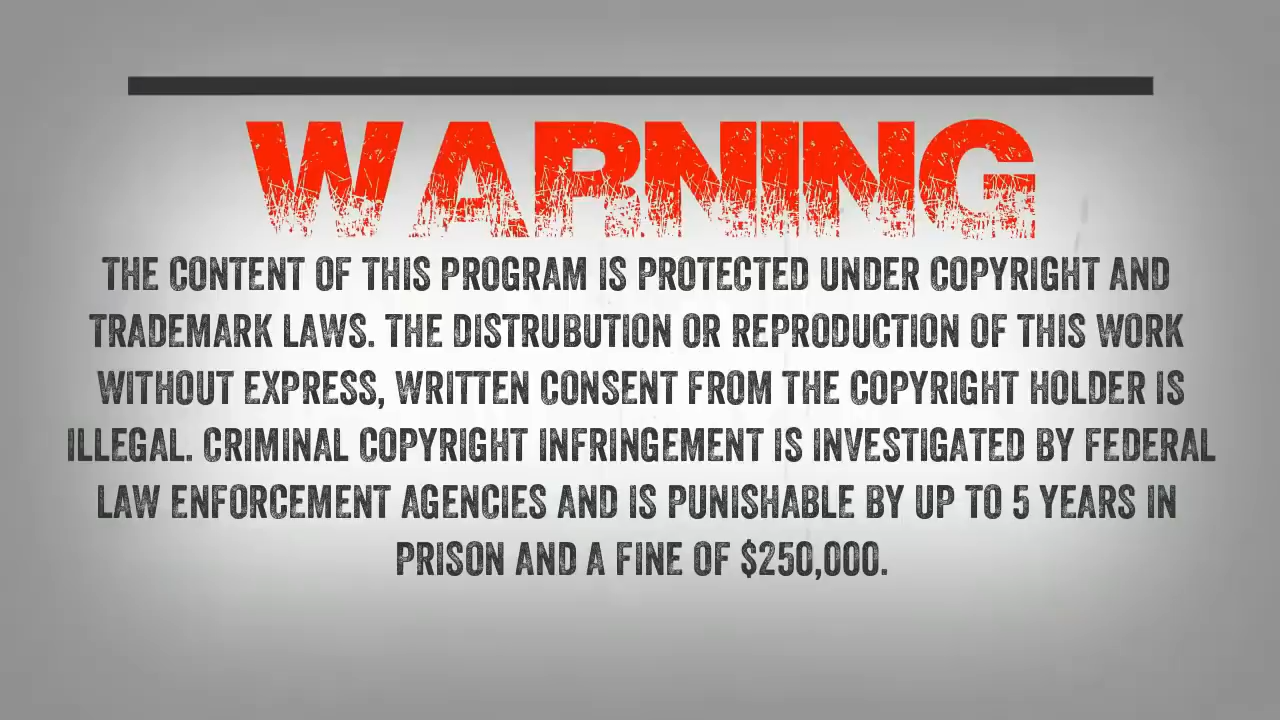 WARNING
THE CONTENT OF THIS PROGRAM IS PROTECTED UNDER COPYRIGHT AND
TRADEMARK LAWS. THE DISTRUBUTION OR REPRODUCTION OF THIS WORK
WITHOUT EXPRESS, WRITTEN CONSENT FROM THE COPYRIGHT HOLDER IS
ILLEGAL. CRIMINAL COPYRIGHT INFRINGEMENT IS INVESTIGATED BY FEDERAL
LAW ENFORCEMENT AGENCIES AND IS PUNISHABLE BY UP TO 5 YEARS IN
PRISON AND A FINE OF $250,000.